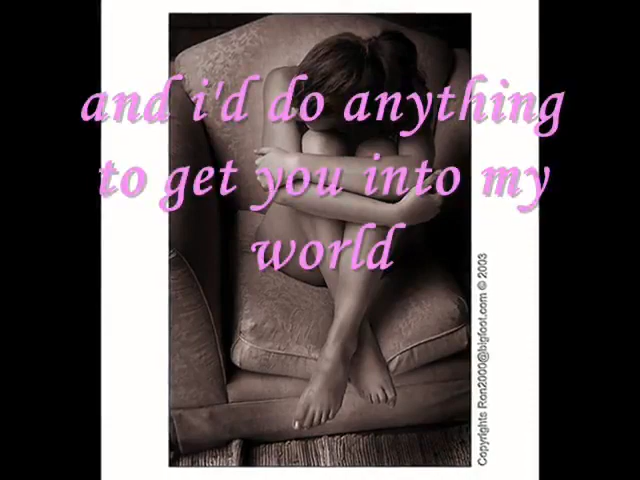 and i'd do anything
to get you into my
world
Copyrights Ron2000@bigfoot.com © 2003